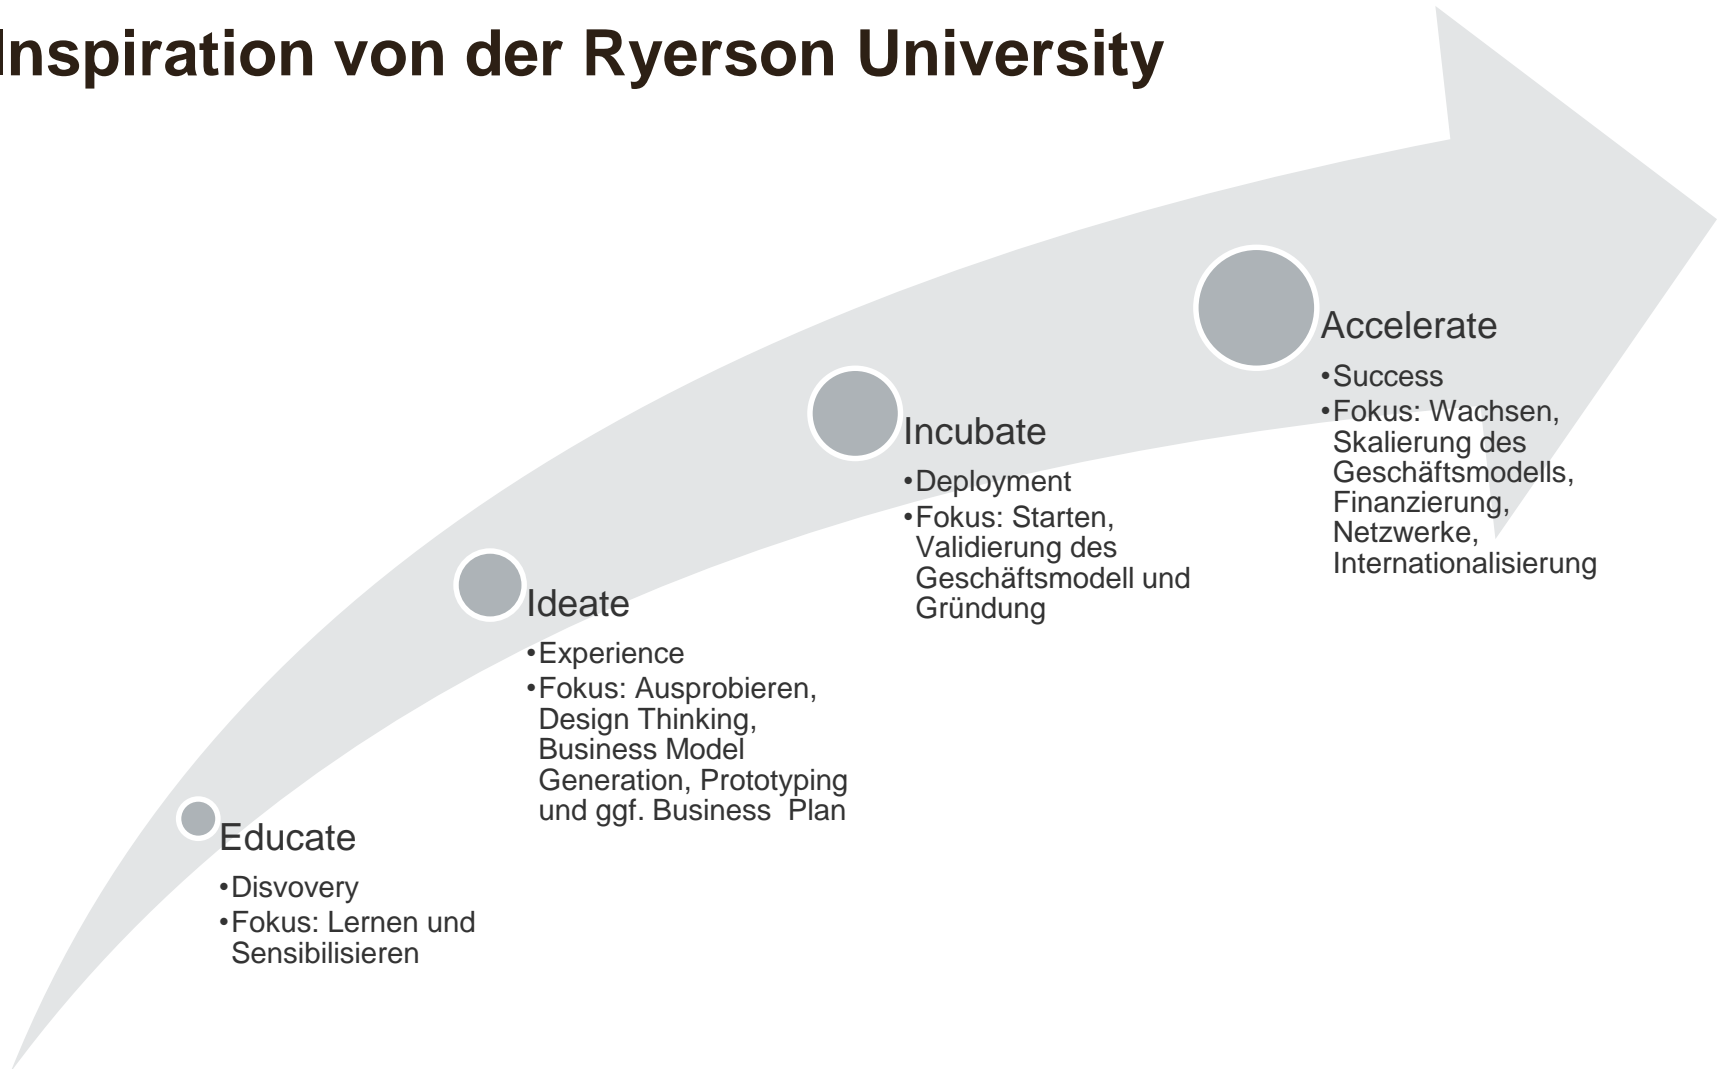 Inspiration von der Ryerson University
Educate
•Disvovery
•Fokus: Lernen und
Sensibilisieren
Ideate
•Experience
•Fokus: Ausprobieren,
Design Thinking,
Business Model
Generation, Prototyping
und ggf. Business  Plan
Incubate
•Deployment
•Fokus: Starten,
Validierung des
Geschäftsmodell und
Gründung
Accelerate
•Success
•Fokus: Wachsen,
Skalierung des
Geschäftsmodells,
Finanzierung,
Netzwerke,
Internationalisierung